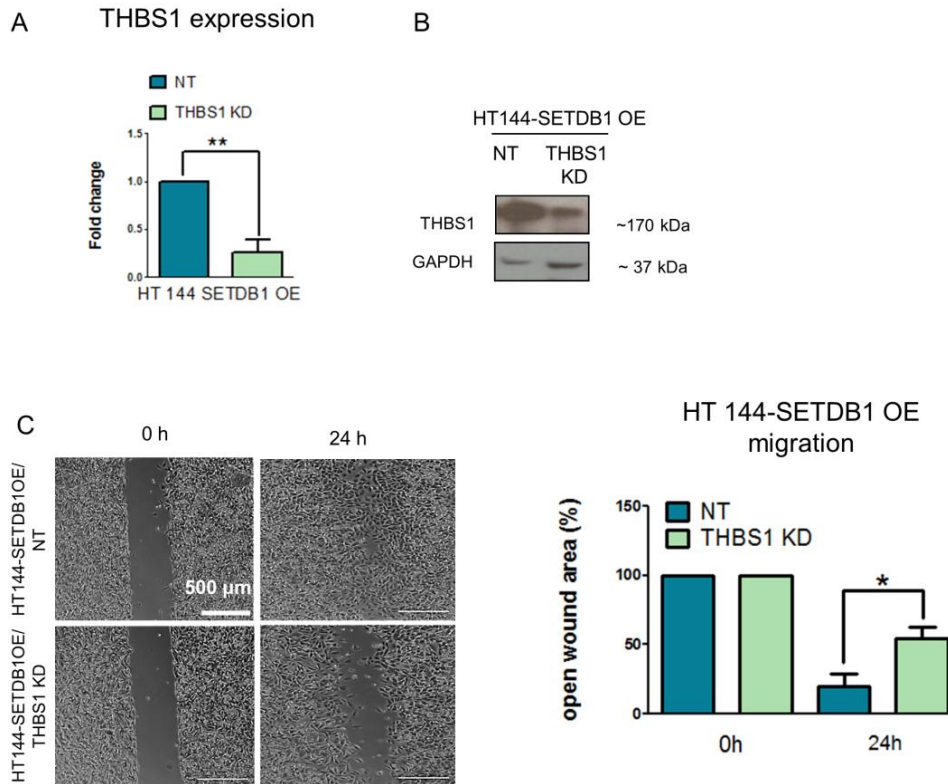 A
THBS1 expression
NT
THBS1 KD
**
Fold change
1.5
1.0
0.5
0.0
HT 144 SETDB1 OE
B
HT144-SETDB1 OE
NT THBS1
KD
THBS1
~170 kDa
GAPDH
~ 37 kDa
C
0 h
24 h
HT144-SETDB1OE/
NT
500 µm
HT144-SETDB1OE/
THBS1 KD
HT 144-SETDB1 OE
migration
NT
THBS1 KD
*
open wound area (%)
150
100
50
0
0h
24h